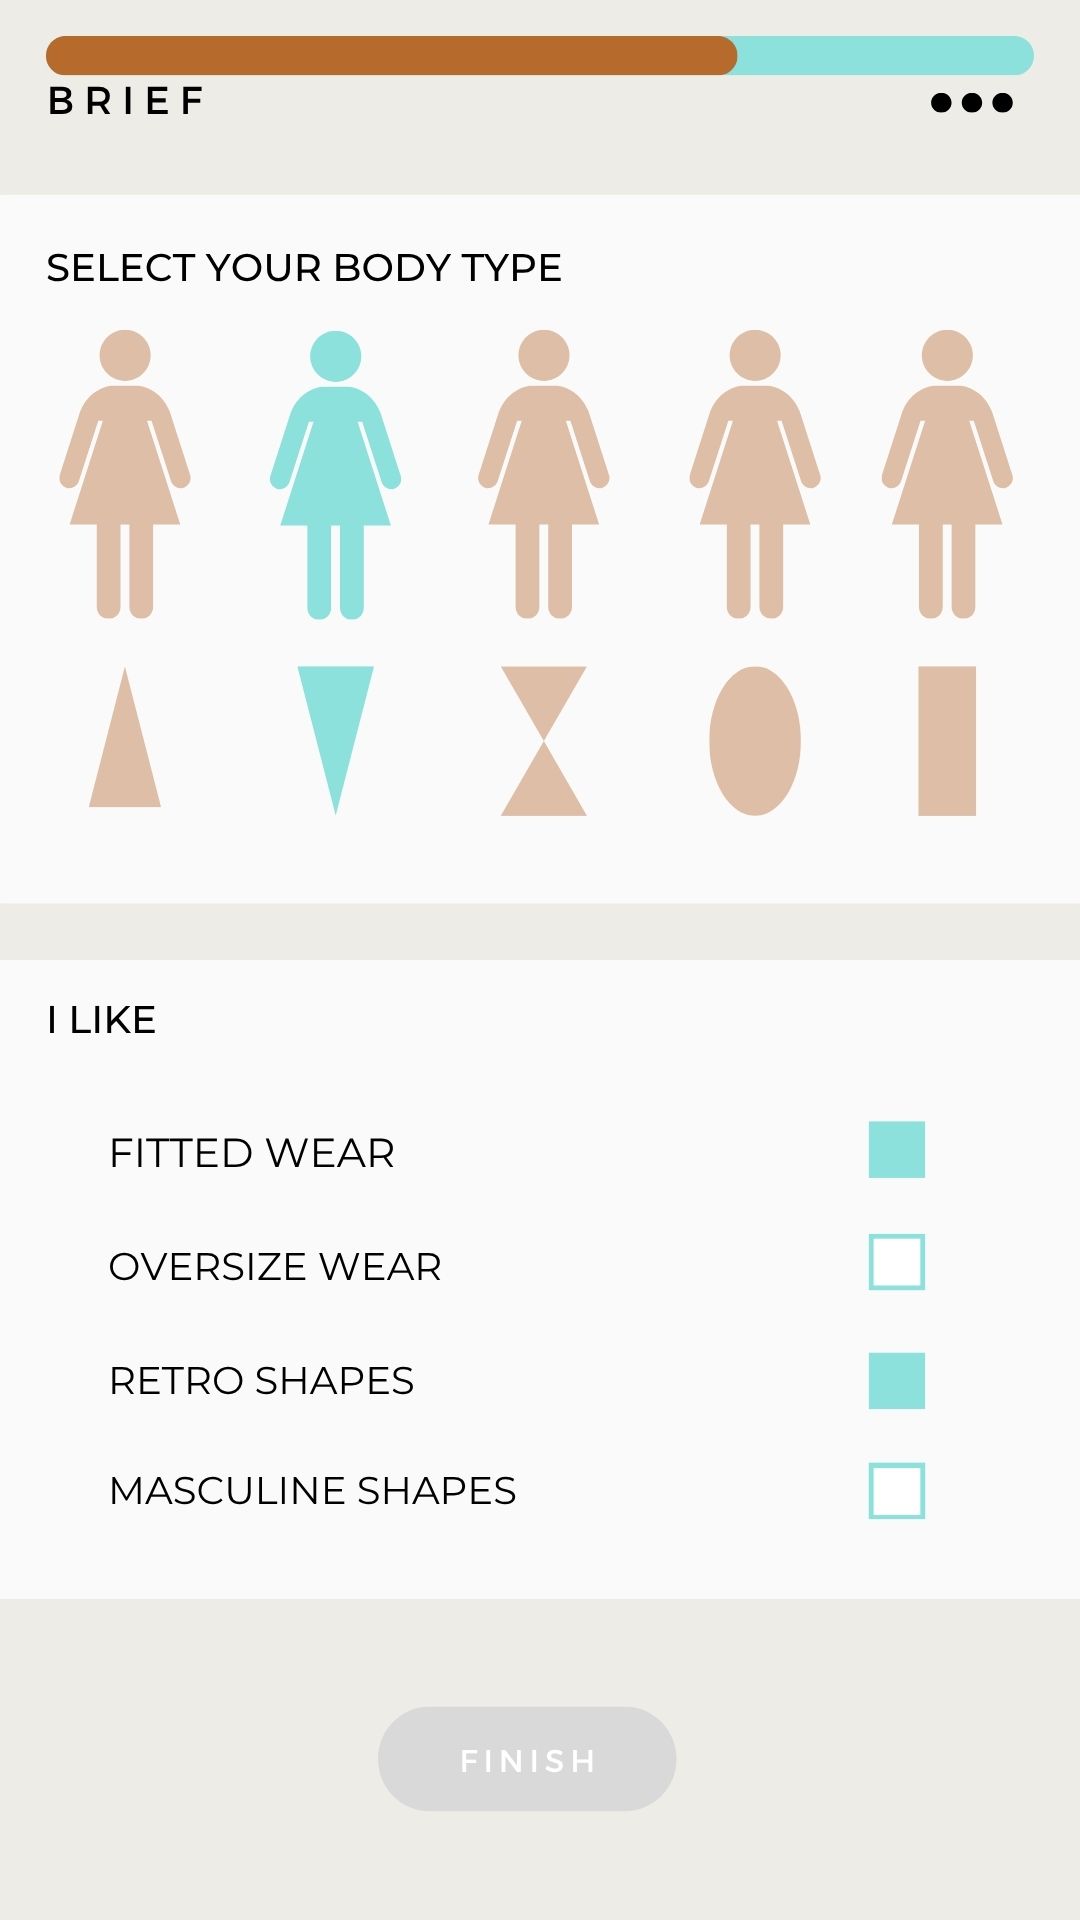 BRIEF
SELECT YOUR BODY TYPE
I LIKE
FITTED WEAR
OVERSIZE WEAR
RETRO SHAPES
MASCULINE SHAPES
FINISH